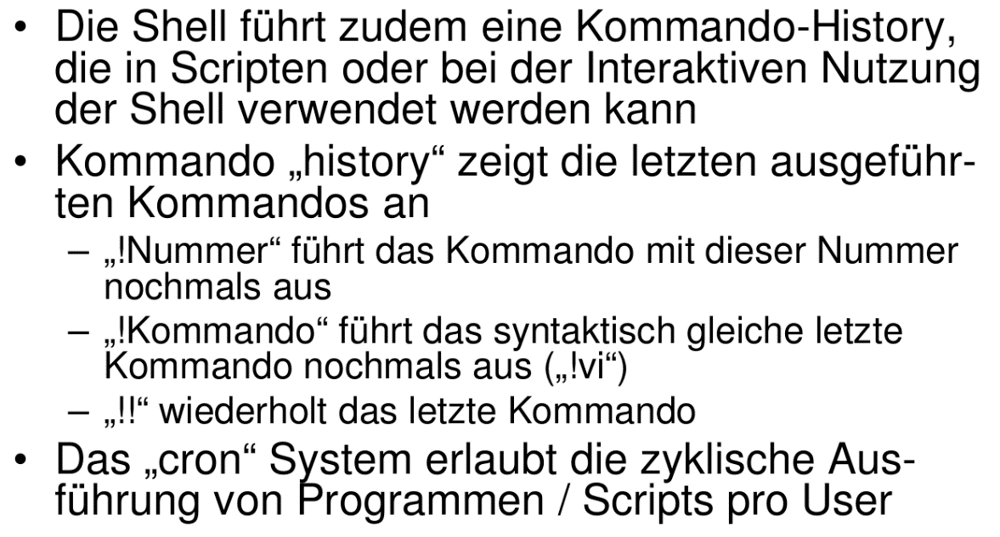 • Die Shell führt zudem eine Kommando-History,
die in Scripten oder bei der Interaktiven Nutzung
der Shell verwendet werden kann
• Kommando „history“ zeigt die letzten ausgeführ-
ten Kommandos an
– „!Nummer“ führt das Kommando mit dieser Nummer
nochmals aus
– „!Kommando“ führt das syntaktisch gleiche letzte
Kommando nochmals aus („!vi“)
– „!!“ wiederholt das letzte Kommando
• Das „cron“ System erlaubt die zyklische Aus-
führung von Programmen / Scripts pro User